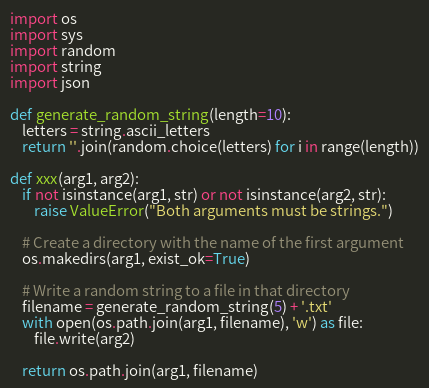 import os
import sys
import random
import string
import json

def generate_random_string(length=10):
    letters = string.ascii_letters
    return ''.join(random.choice(letters) for i in range(length))

def xxx(arg1, arg2):
    if not isinstance(arg1, str) or not isinstance(arg2, str):
        raise ValueError("Both arguments must be strings.")

    # Create a directory with the name of the first argument
    os.makedirs(arg1, exist_ok=True)

    # Write a random string to a file in that directory
    filename = generate_random_string(5) + '.txt'
    with open(os.path.join(arg1, filename), 'w') as file:
        file.write(arg2)

    return os.path.join(arg1, filename)